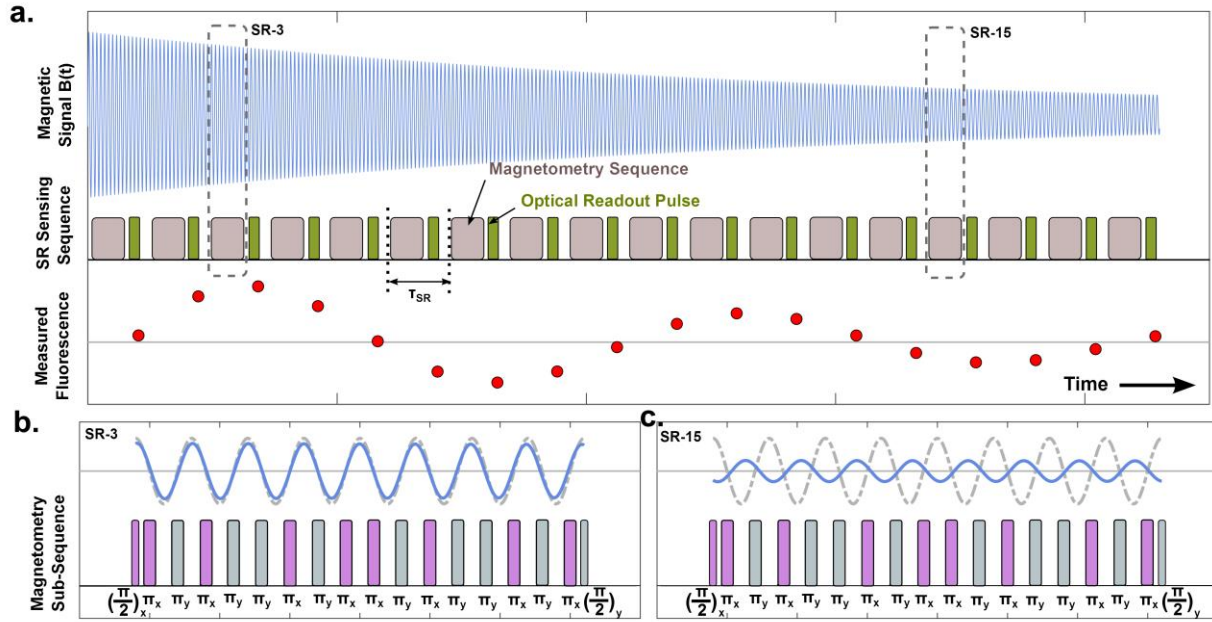 a.
SR-3
SR-15
Magnetic
Signal B(t)
Magnetometry Sequence
Optical Readout Pulse
SR Sensing
Sequence
τSR
Measured
Fluorescence
Time
b.
SR-3
c.
SR-15
Magnetometry
Sub-Sequence
(π/2)x πx πy πx πy πy πx πy πx πx πy πx πy πy πx πy πx (π/2)y
(π/2)x πx πy πx πy πy πx πy πx πx πy πx πy πy πx πy πx (π/2)y